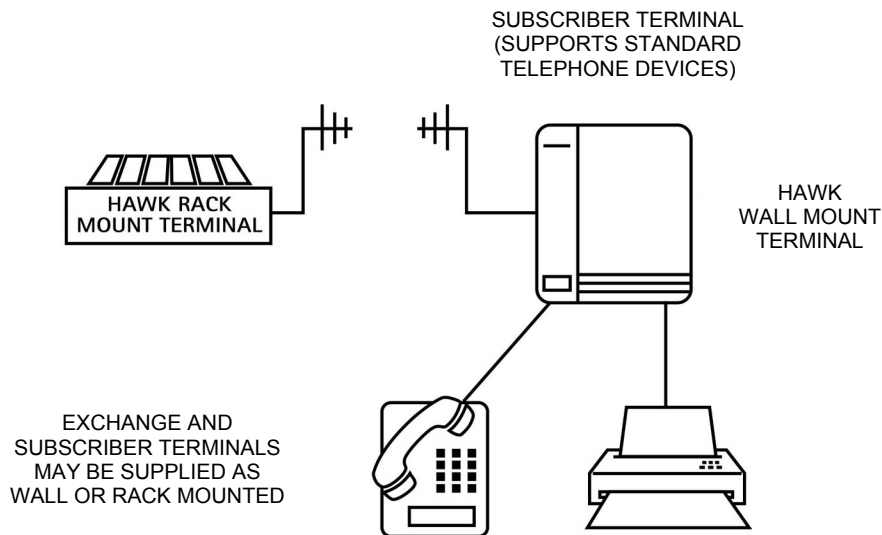 SUBSCRIBER TERMINAL
(SUPPORTS STANDARD
TELEPHONE DEVICES)
HAWK RACK
MOUNT TERMINAL
HAWK
WALL MOUNT
TERMINAL
EXCHANGE AND
SUBSCRIBER TERMINALS
MAY BE SUPPLIED AS
WALL OR RACK MOUNTED